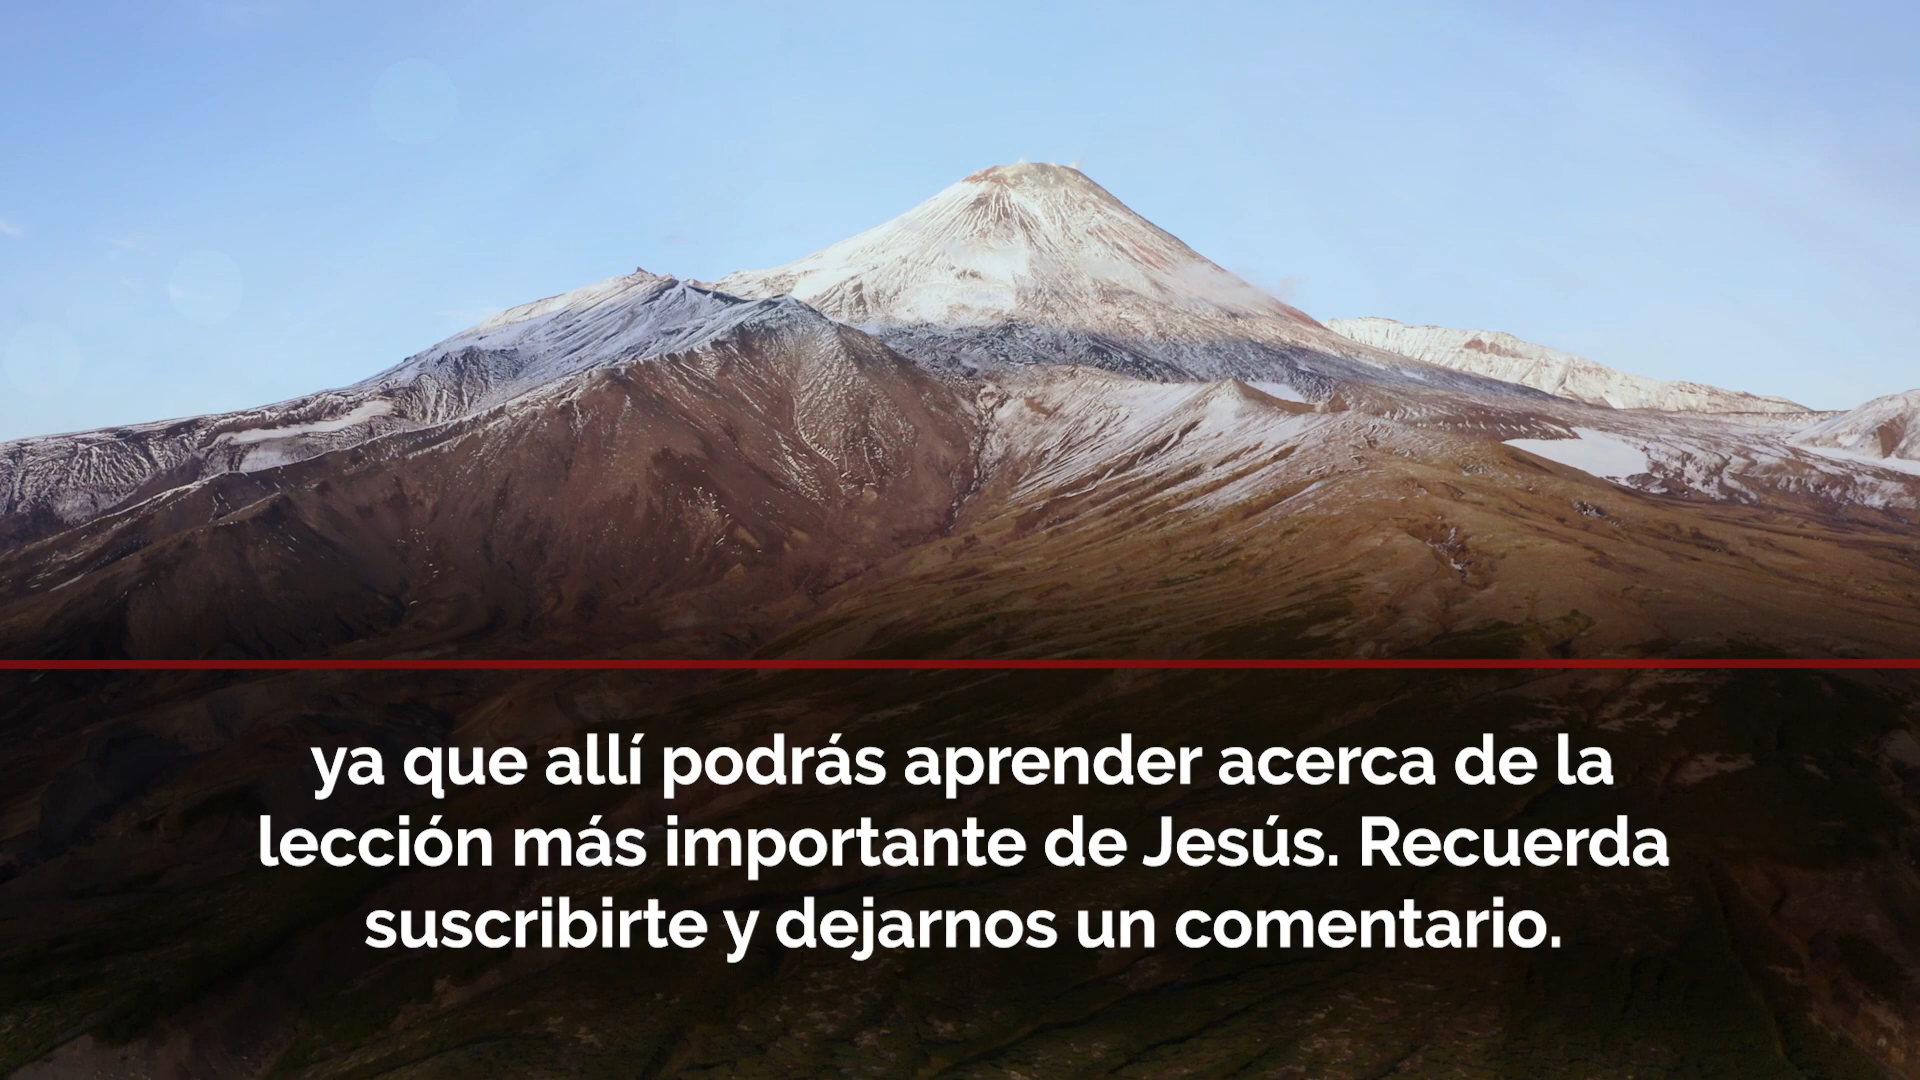 ya que allí podrás aprender acerca de la
lección más importante de Jesús. Recuerda
suscribirte y dejarnos un comentario.